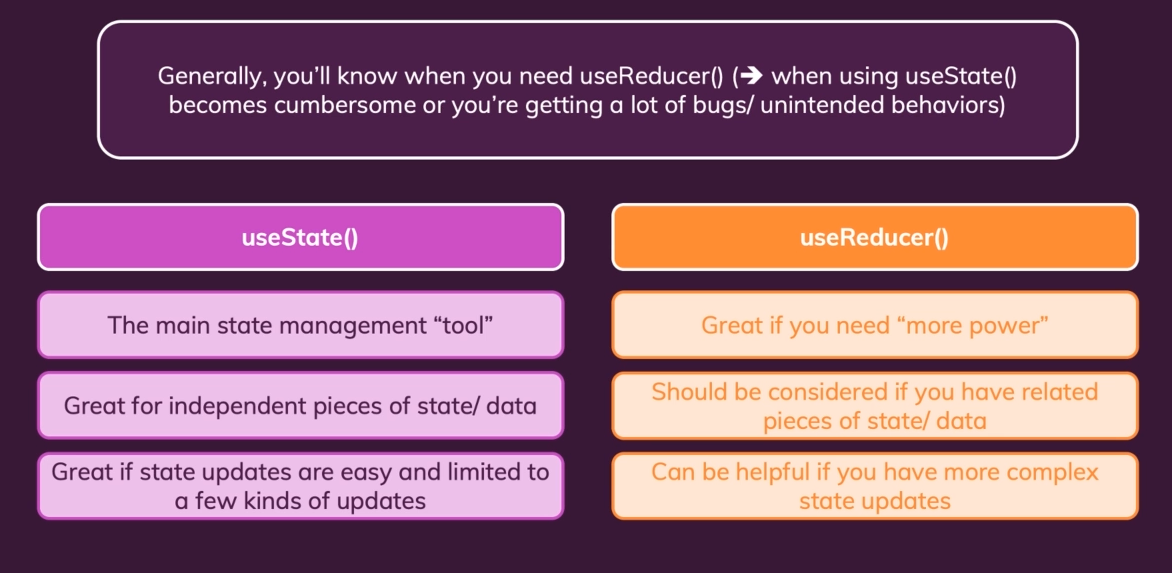 Generally, you’ll know when you need useReducer() (➔ when using useState()
becomes cumbersome or you’re getting a lot of bugs/ unintended behaviors)
useState()
useReducer()
The main state management “tool”
Great if you need “more power”
Great for independent pieces of state/ data
Should be considered if you have related
pieces of state/ data
Great if state updates are easy and limited to
a few kinds of updates
Can be helpful if you have more complex
state updates